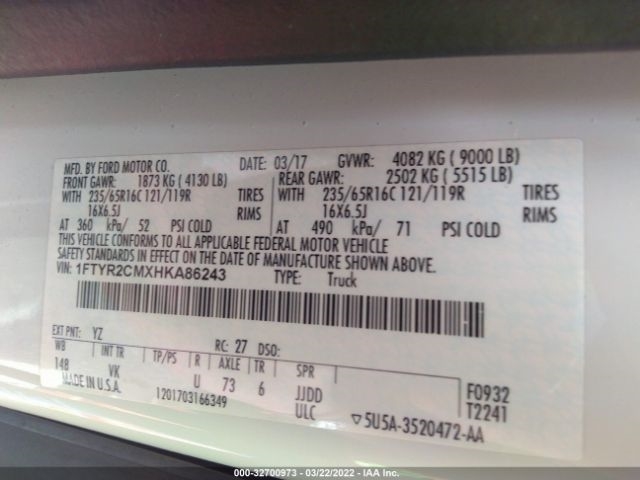 MFD. BY FORD MOTOR CO. DATE: 03/17 GVWR: 4082 KG ( 9000 LB)
FRONT GAWR: 1873 KG ( 4130 LB) REAR GAWR: 2502 KG ( 5515 LB)
WITH 235/65R16C 121/119R TIRES WITH 235/65R16C 121/119R TIRES
16X6.5J RIMS 16X6.5J RIMS
AT 360 kPa/ 52 PSI COLD AT 490 kPa/ 71 PSI COLD
THIS VEHICLE CONFORMS TO ALL APPLICABLE FEDERAL MOTOR VEHICLE
SAFETY STANDARDS IN EFFECT ON THE DATE OF MANUFACTURE SHOWN ABOVE.
VIN: 1FTYR2CMXHKA86243 TYPE: Truck
EXT PNT: YZ RC: 27 DSO:
WB INT TR TP/PS R AXLE TR SPR
148 VK U 73 6 JJDD F0932
MADE IN U.S.A. 1201703166349 ULC T2241
▽5U5A-3520472-AA
000-32700973 - 03/22/2022 - IAAI.com